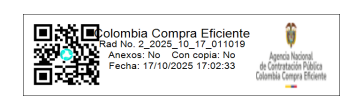 Colombia Compra Eficiente
Rad No. 2_2025_10_17_011019
Anexos: No Con copia: No
Fecha: 17/10/2025 17:02:33
Agencia Nacional
de Contratación Pública
Colombia Compra Eficiente